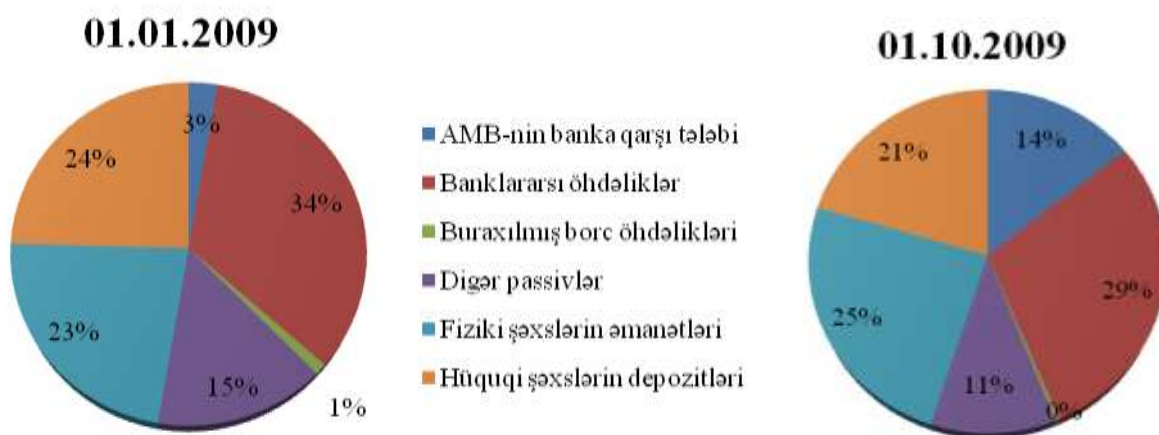 01.01.2009
3%
34%
1%
15%
23%
24%
AMB-nin banka qarşı tələbi
Banklararsı öhdəliklər
Buraxılmış borc öhdəlikləri
Digər passivlər
Fiziki şəxslərin əmanətləri
Hüquqi şəxslərin depozitləri
01.10.2009
14%
29%
0%
11%
25%
21%